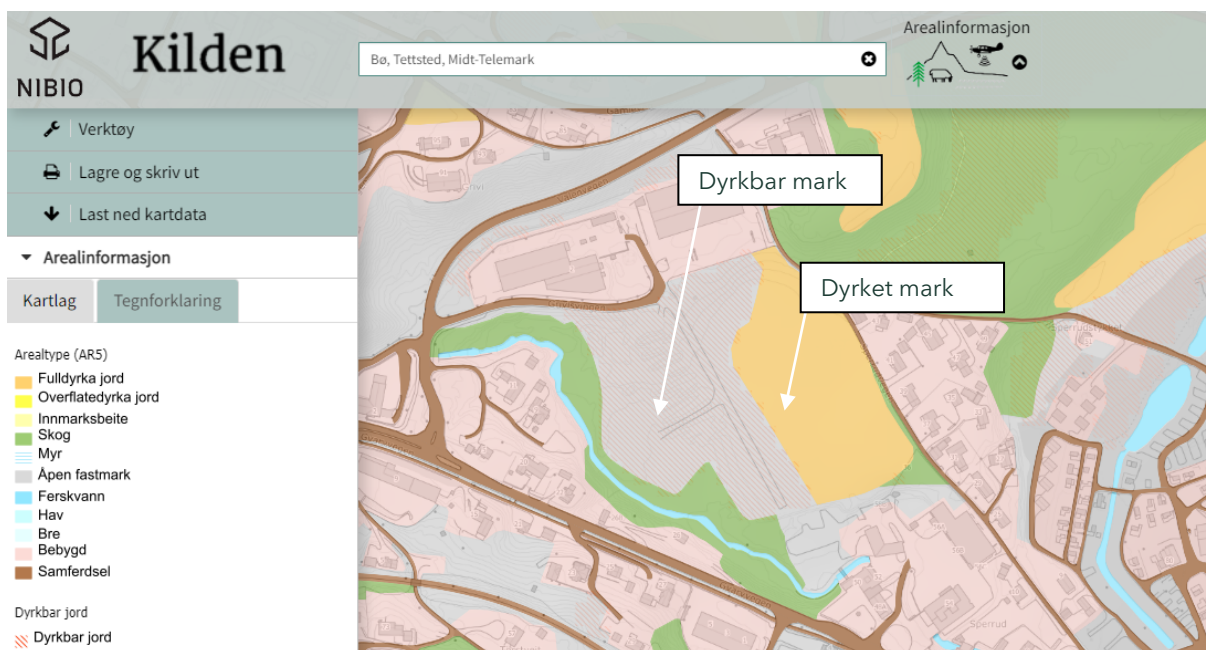 NIBIO
Kilden
Bø, Tettsted, Midt-Telemark
Arealinformasjon
Verktøy
Lagre og skriv ut
Last ned kartdata
Arealinformasjon
Kartlag
Tegnforklaring
Arealtype (AR5)
Fulldyrka jord
Overflatedyrka jord
Innmarksbeite
Skog
Myr
Åpen fastmark
Ferskvann
Hav
Bre
Bebygd
Samferdsel
Dyrkbar jord
Dyrkbar jord
Dyrkbar mark
Dyrket mark
Sperrud